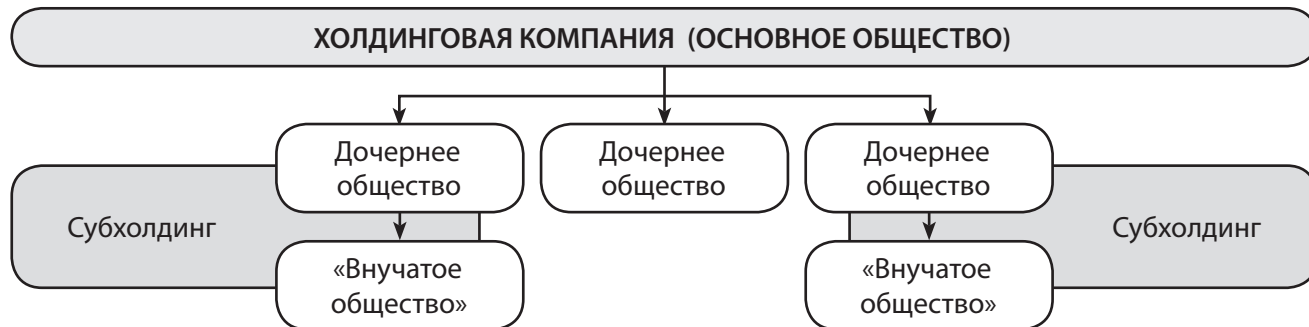 ХОЛДИНГОВАЯ КОМПАНИЯ (ОСНОВНОЕ ОБЩЕСТВО)
Дочернее
общество
Дочернее
общество
Дочернее
общество
Субхолдинг
Субхолдинг
«Внучатое
общество»
«Внучатое
общество»